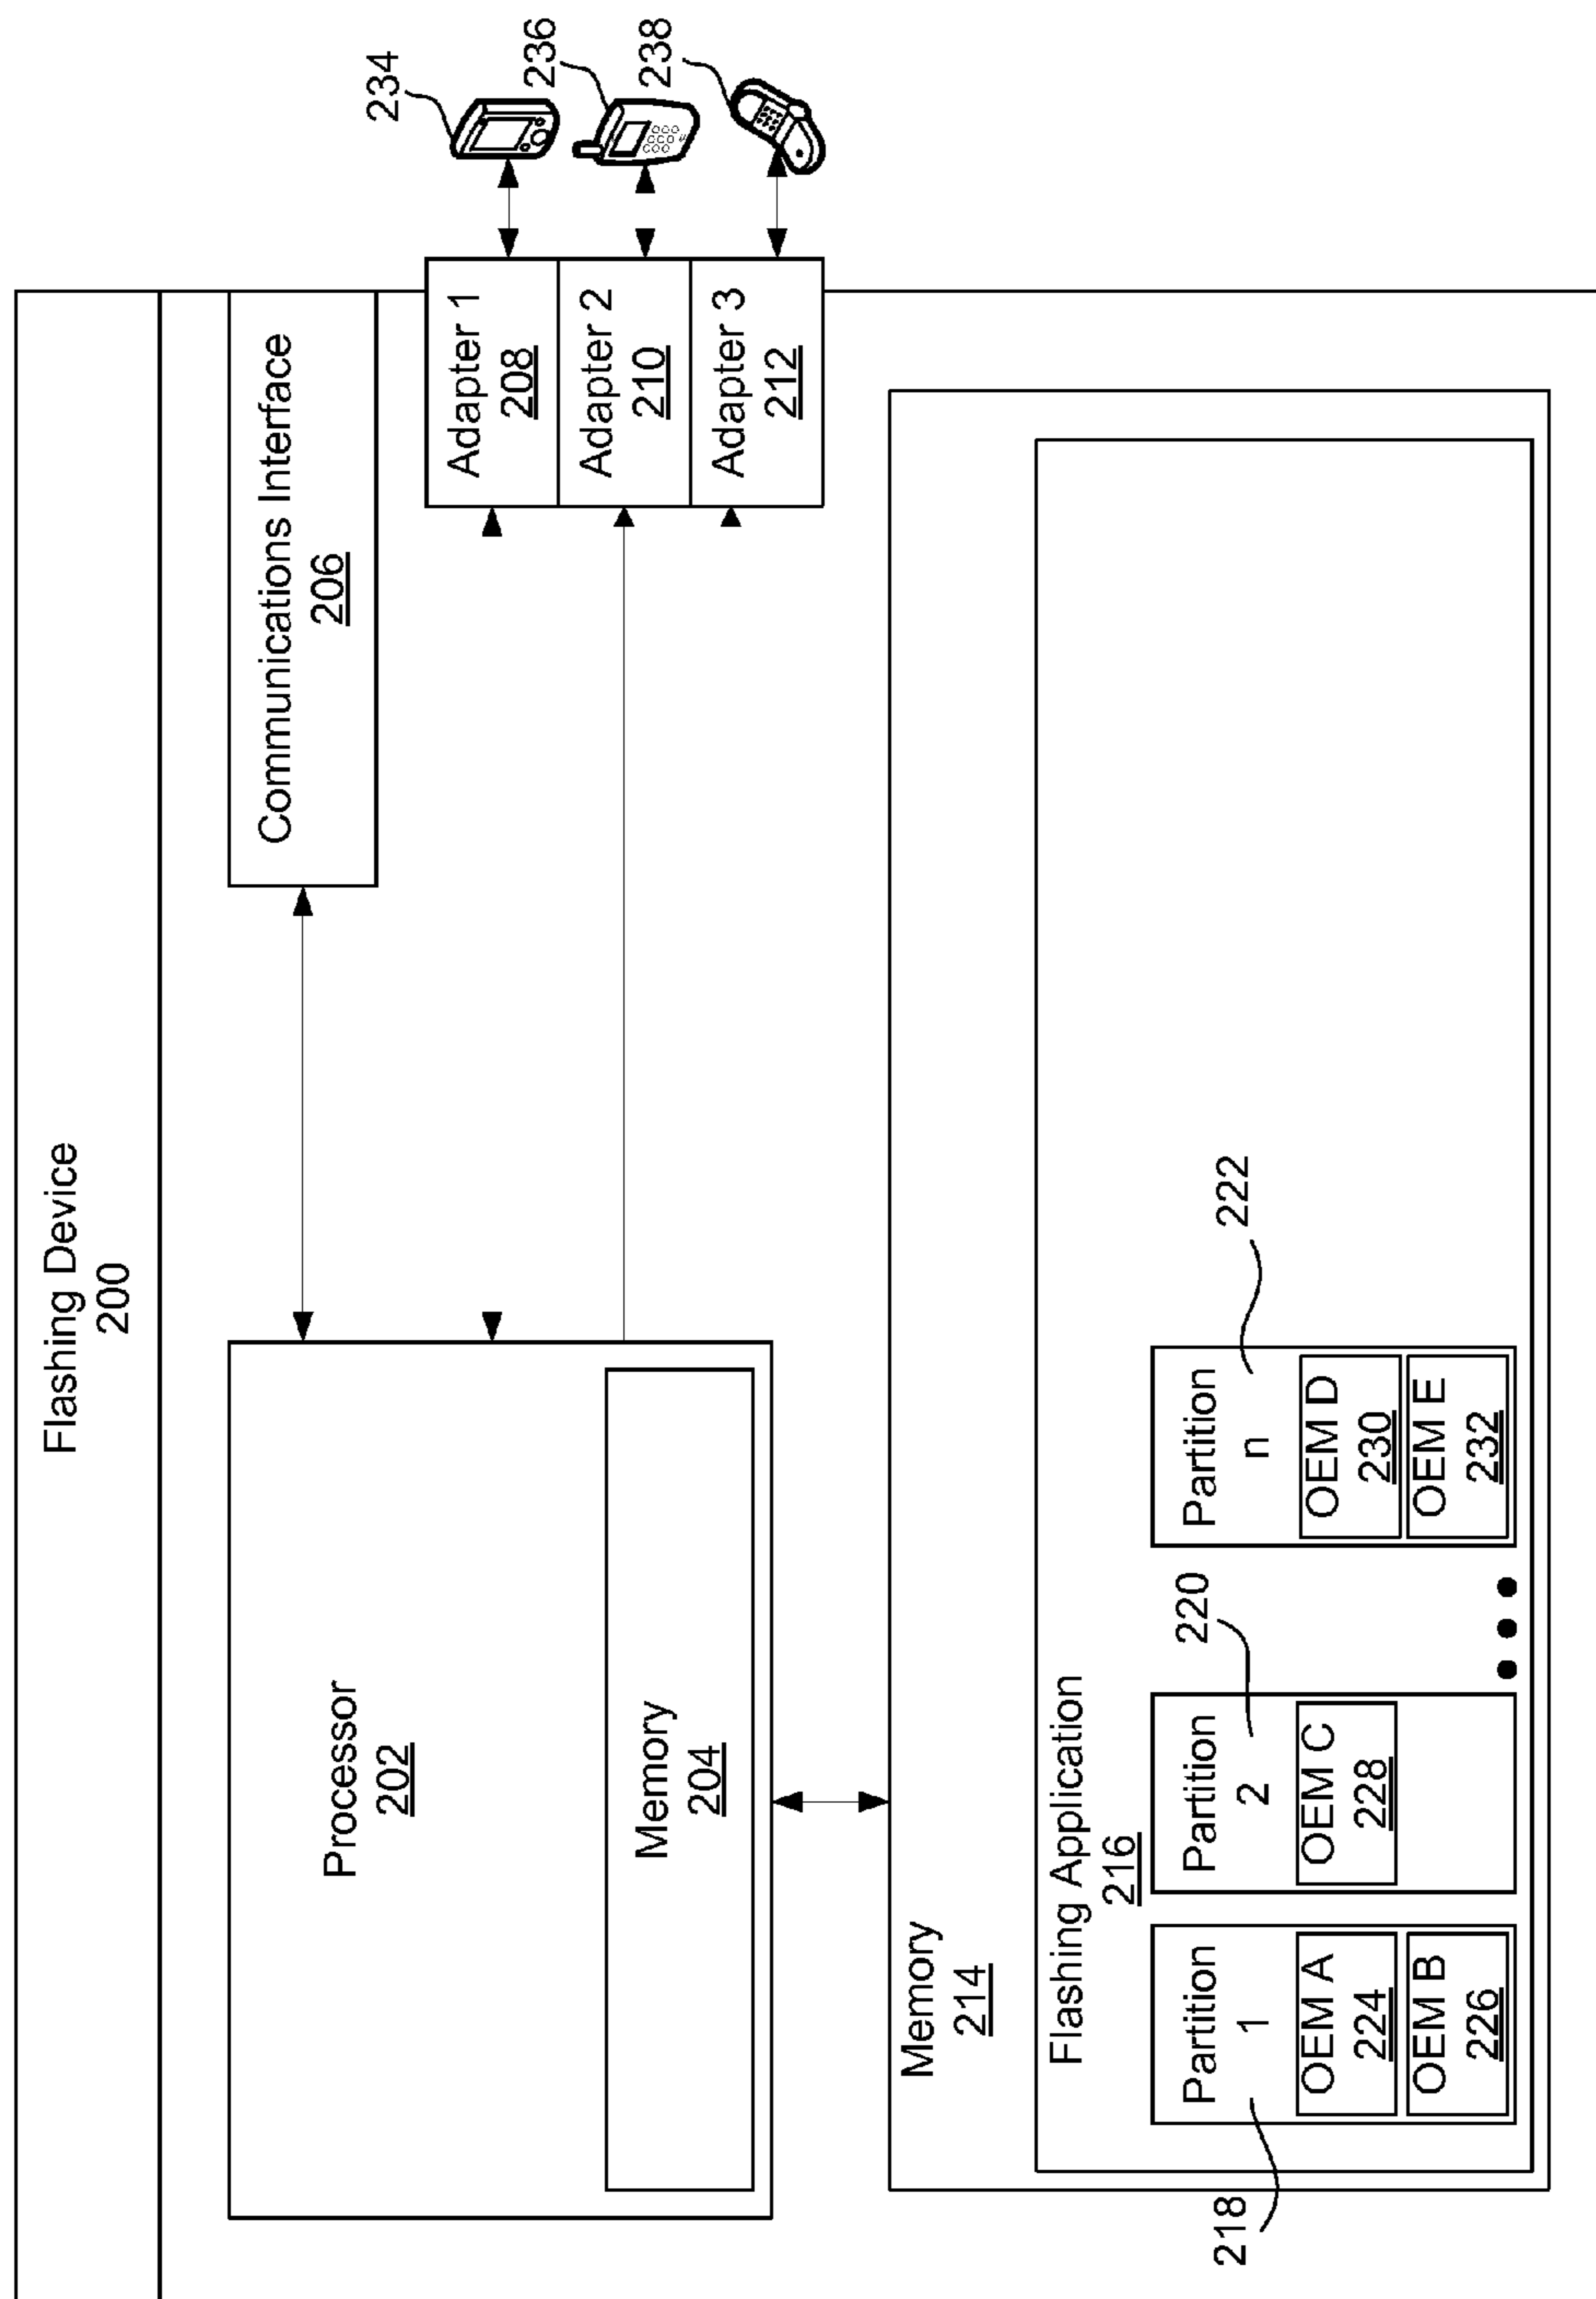 Flashing Device
200
Processor
202
Memory
204
Communications Interface
206
Adapter 1
208
Adapter 2
210
Adapter 3
212
234
236
238
Memory
214
Flashing Application
216
Partition
1
OEM A
224
OEM B
226
218
Partition
2
OEM C
228
220
Partition
n
OEM D
230
OEM E
232
222